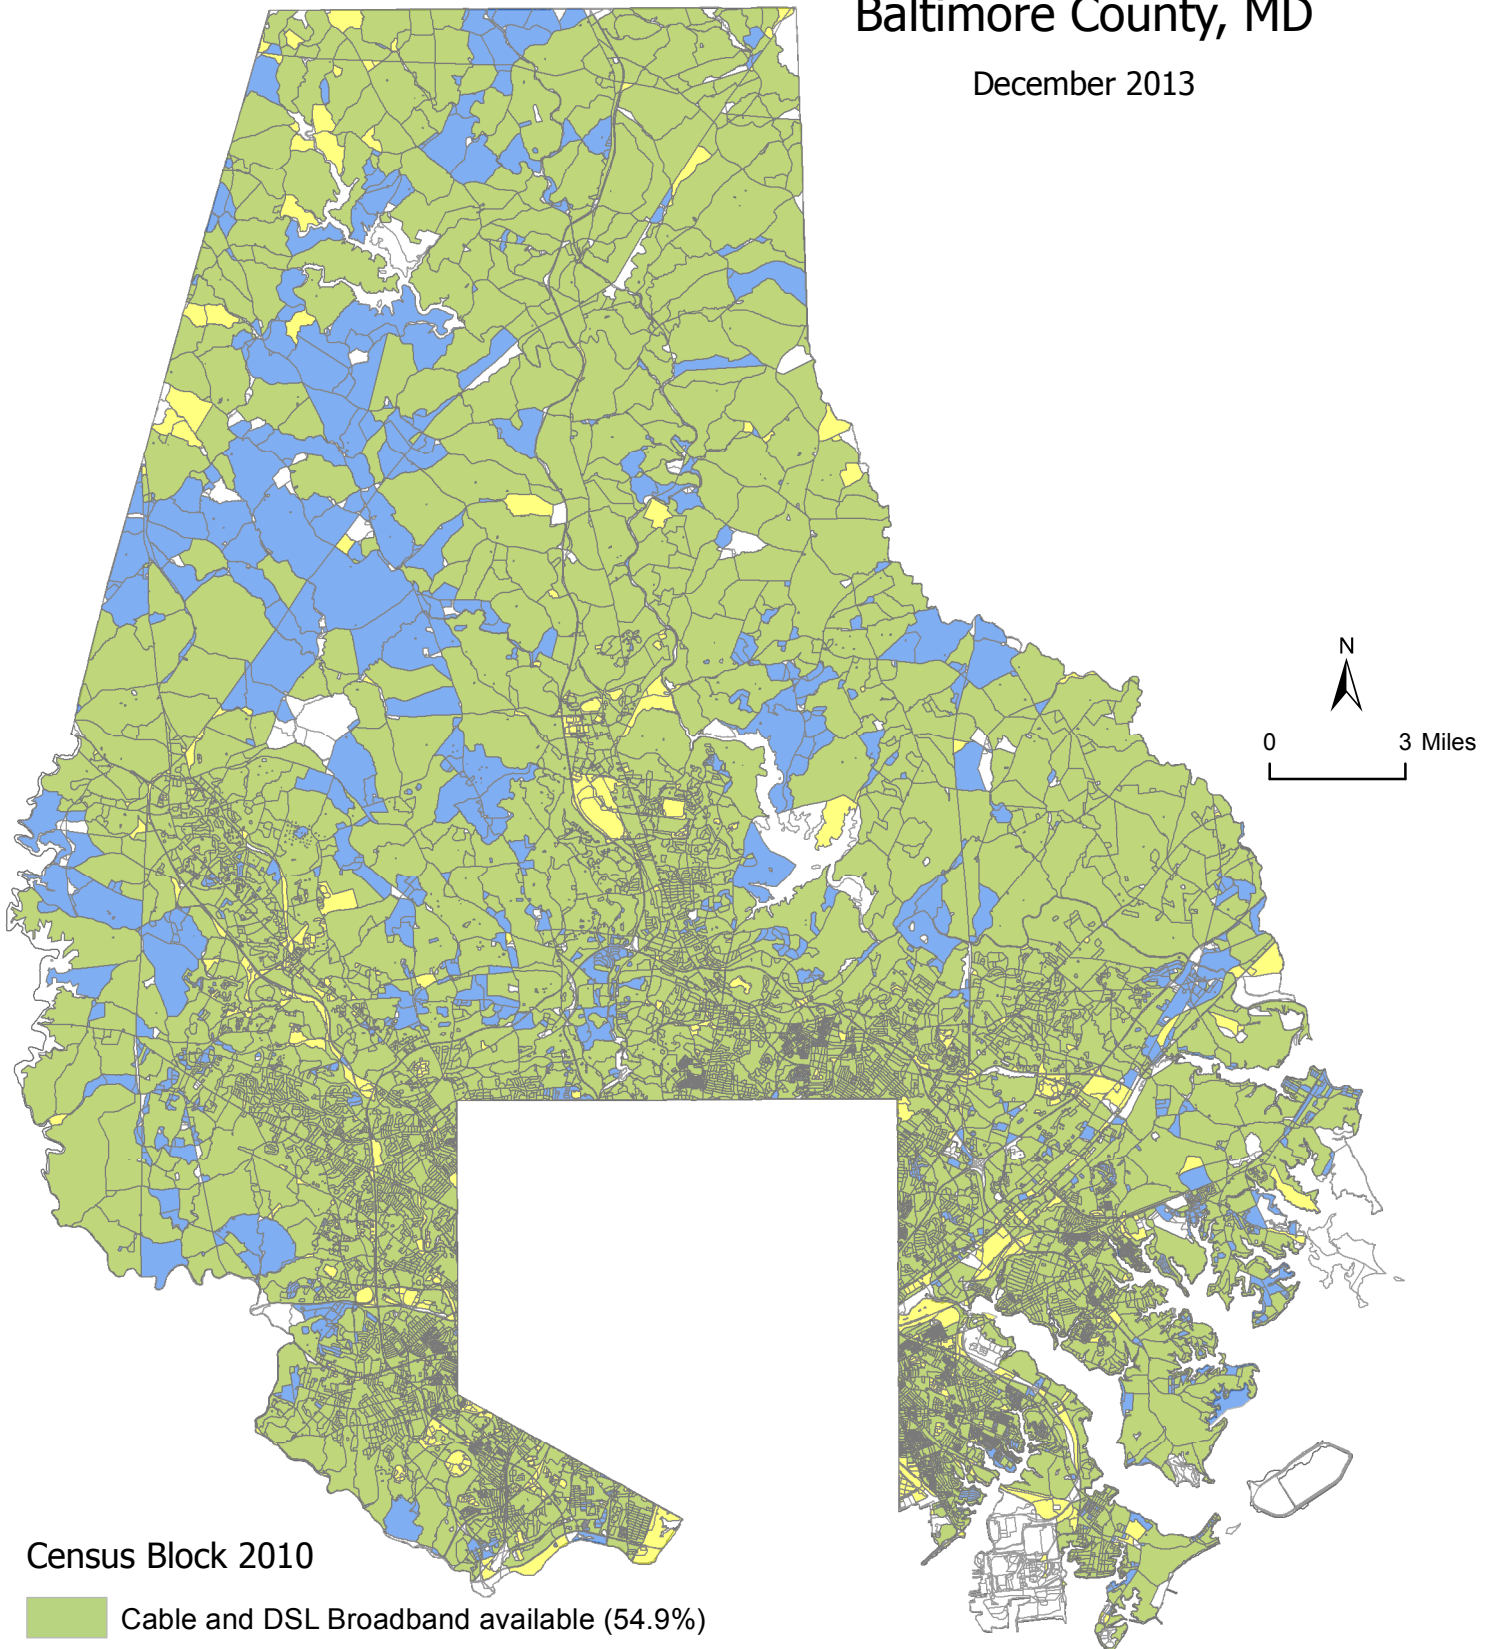 Baltimore County, MD
December 2013
N
0 3 Miles
Census Block 2010
Cable and DSL Broadband available (54.9%)